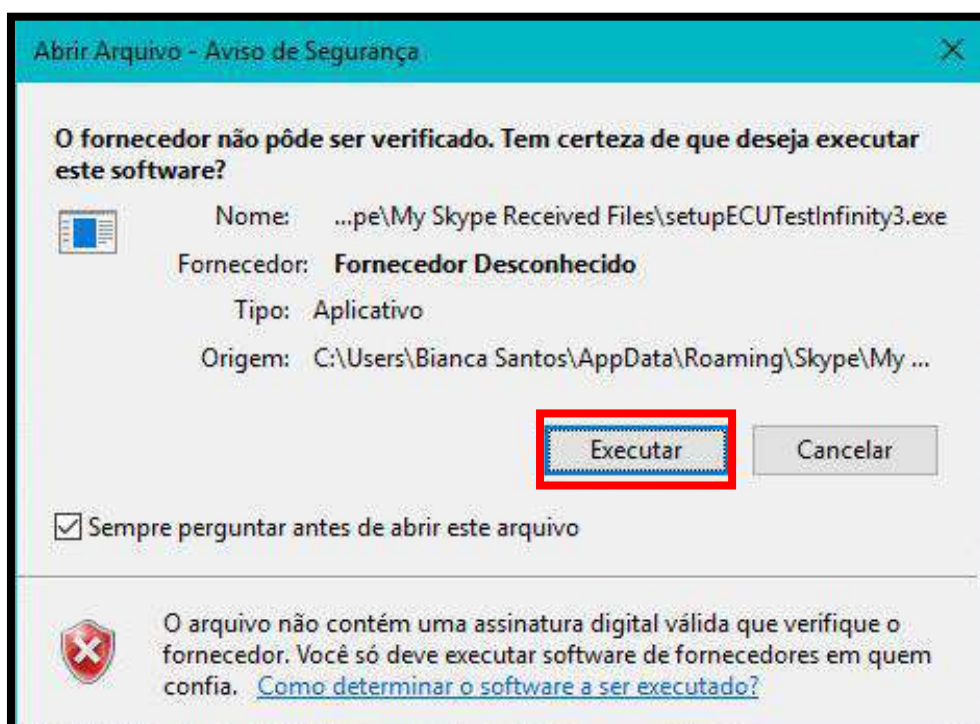 Abrir Arquivo - Aviso de Segurança
O fornecedor não pôde ser verificado. Tem certeza de que deseja executar
este software?
Nome: ...pe\My Skype Received Files\setupECUTestInfinity3.exe
Fornecedor: Fornecedor Desconhecido
Tipo: Aplicativo
Origem: C:\Users\Bianca Santos\AppData\Roaming\Skype\My ...
Executar Cancelar
Sempre perguntar antes de abrir este arquivo
O arquivo não contém uma assinatura digital válida que verifique o
fornecedor. Você só deve executar software de fornecedores em quem
confia. Como determinar o software a ser executado?